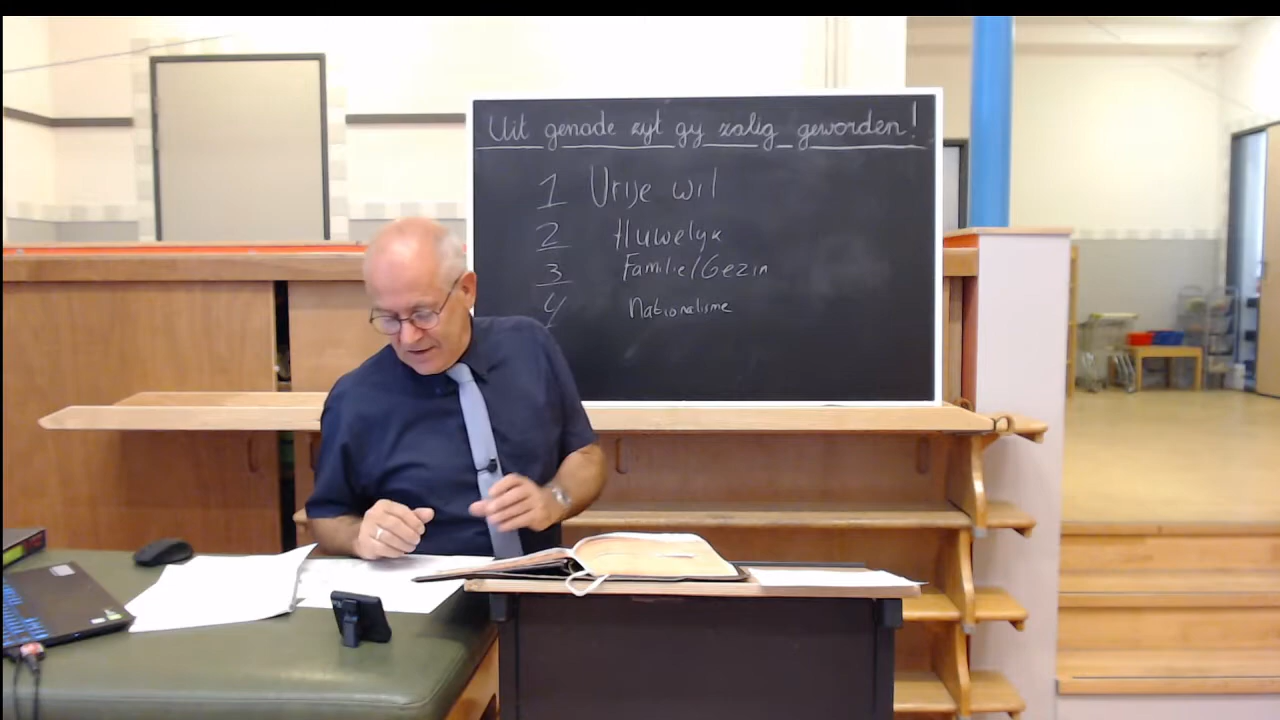 Uit genade zyt gy zalig geworden!
1 Vrije wil
2 Huwelyk
3 Familie/Gezin
4 Nationalisme